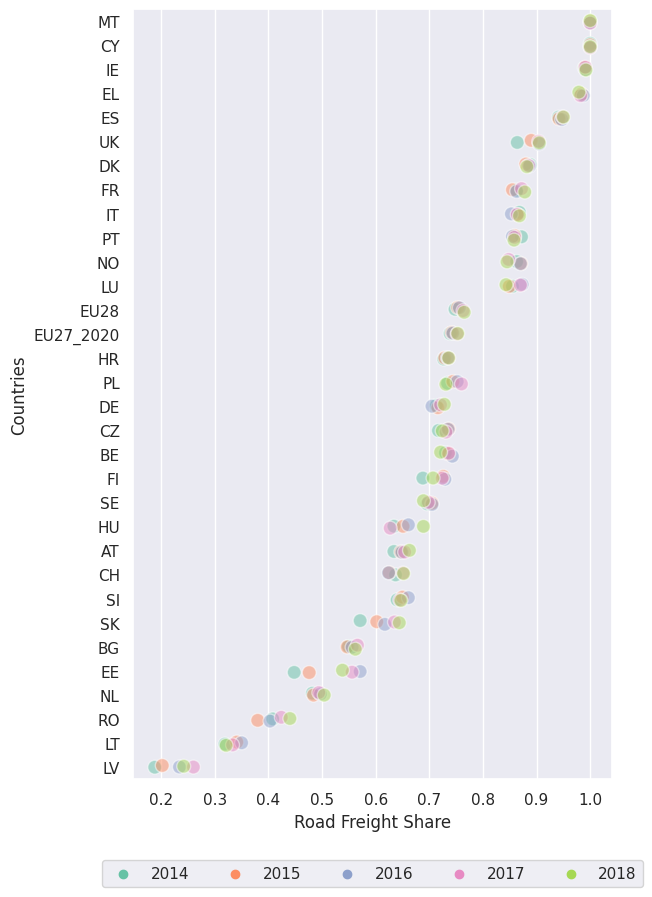 MT
CY
IE
EL
ES
UK
DK
FR
IT
PT
NO
LU
EU28
EU27_2020
HR
PL
DE
CZ
BE
FI
SE
HU
AT
CH
SI
SK
BG
EE
NL
RO
LT
LV
Countries
0.2 0.3 0.4 0.5 0.6 0.7 0.8 0.9 1.0
Road Freight Share
2014 2015 2016 2017 2018